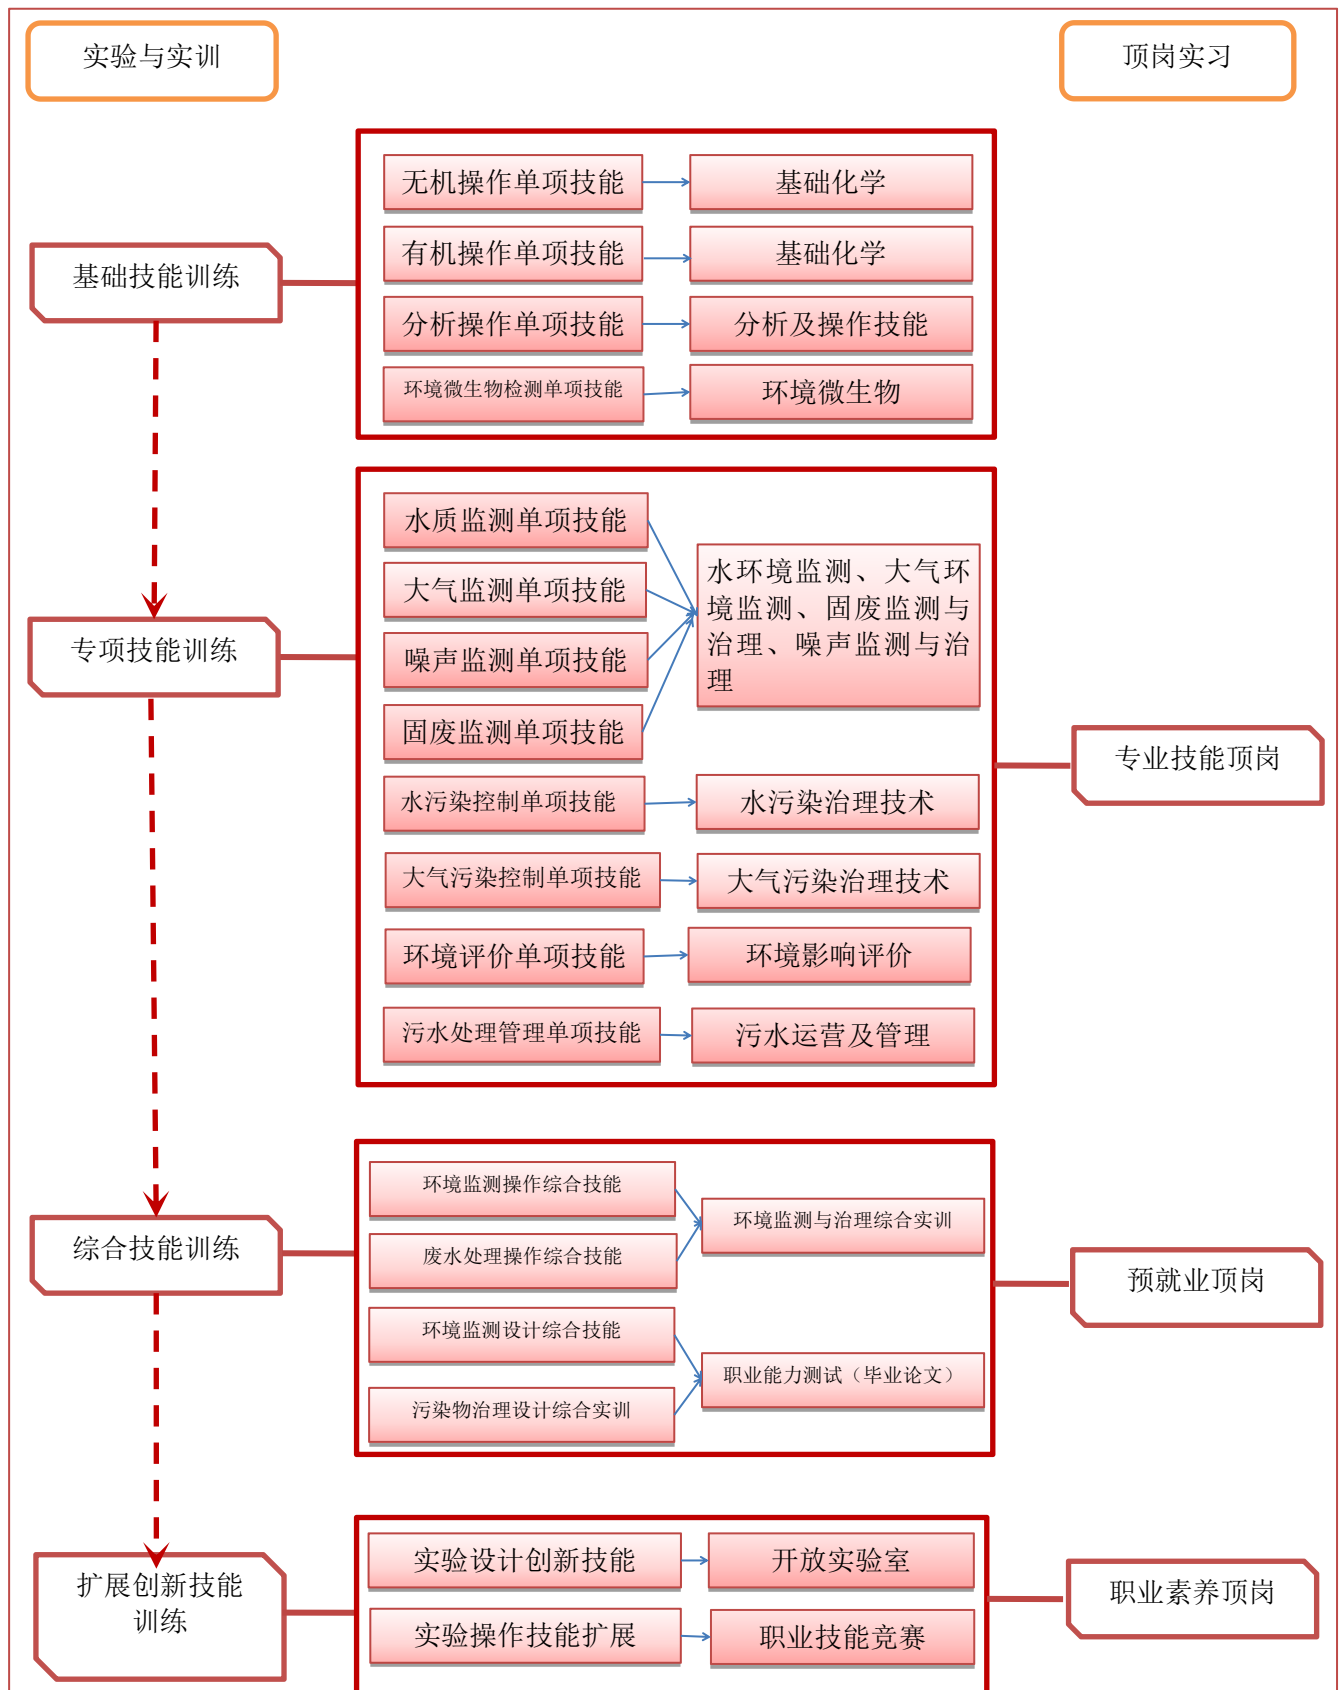 实验与实训
顶岗实习
无机操作单项技能
基础化学
有机操作单项技能
基础化学
基础技能训练
分析操作单项技能
分析及操作技能
环境微生物检测单项技能
环境微生物
水质监测单项技能
大气监测单项技能
水环境监测、大气环
境监测、固废监测与
治理、噪声监测与治
理
专项技能训练
噪声监测单项技能
固废监测单项技能
专业技能顶岗
水污染控制单项技能
水污染治理技术
大气污染控制单项技能
大气污染治理技术
环境评价单项技能
环境影响评价
污水处理管理单项技能
污水运营及管理
环境监测操作综合技能
环境监测与治理综合实训
综合技能训练
废水处理操作综合技能
预就业顶岗
环境监测设计综合技能
职业能力测试（毕业论文）
污染物治理设计综合实训
实验设计创新技能
开放实验室
扩展创新技能
训练
职业素养顶岗
实验操作技能扩展
职业技能竞赛